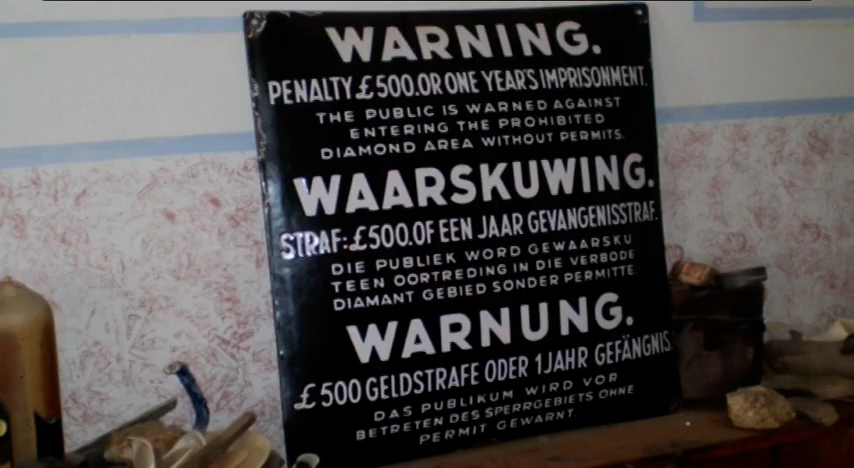 WARNING.
PENALTY £500.OR ONE YEAR'S IMPRISONMENT.
THE PUBLIC IS WARNED AGAINST
ENTERING THE PROHIBITED
DIAMOND AREA WITHOUT PERMITS.
WAARSKUWING.
STRAF:£500.OF EEN JAAR GEVANGENISSTRAF.
DIE PUBLIEK WORD GEWAARSKU
TEEN OORTREDING IN DIE VERBODE
DIAMANT GEBIED SONDER PERMITTE.
WARNUNG.
£500 GELDSTRAFE ODER 1 JAHR GEFÄNGNIS.
DAS PUBLIKUM WIRD VOR
BETRETEN DES SPERRGEBIETS OHNE
PERMIT GEWARNT